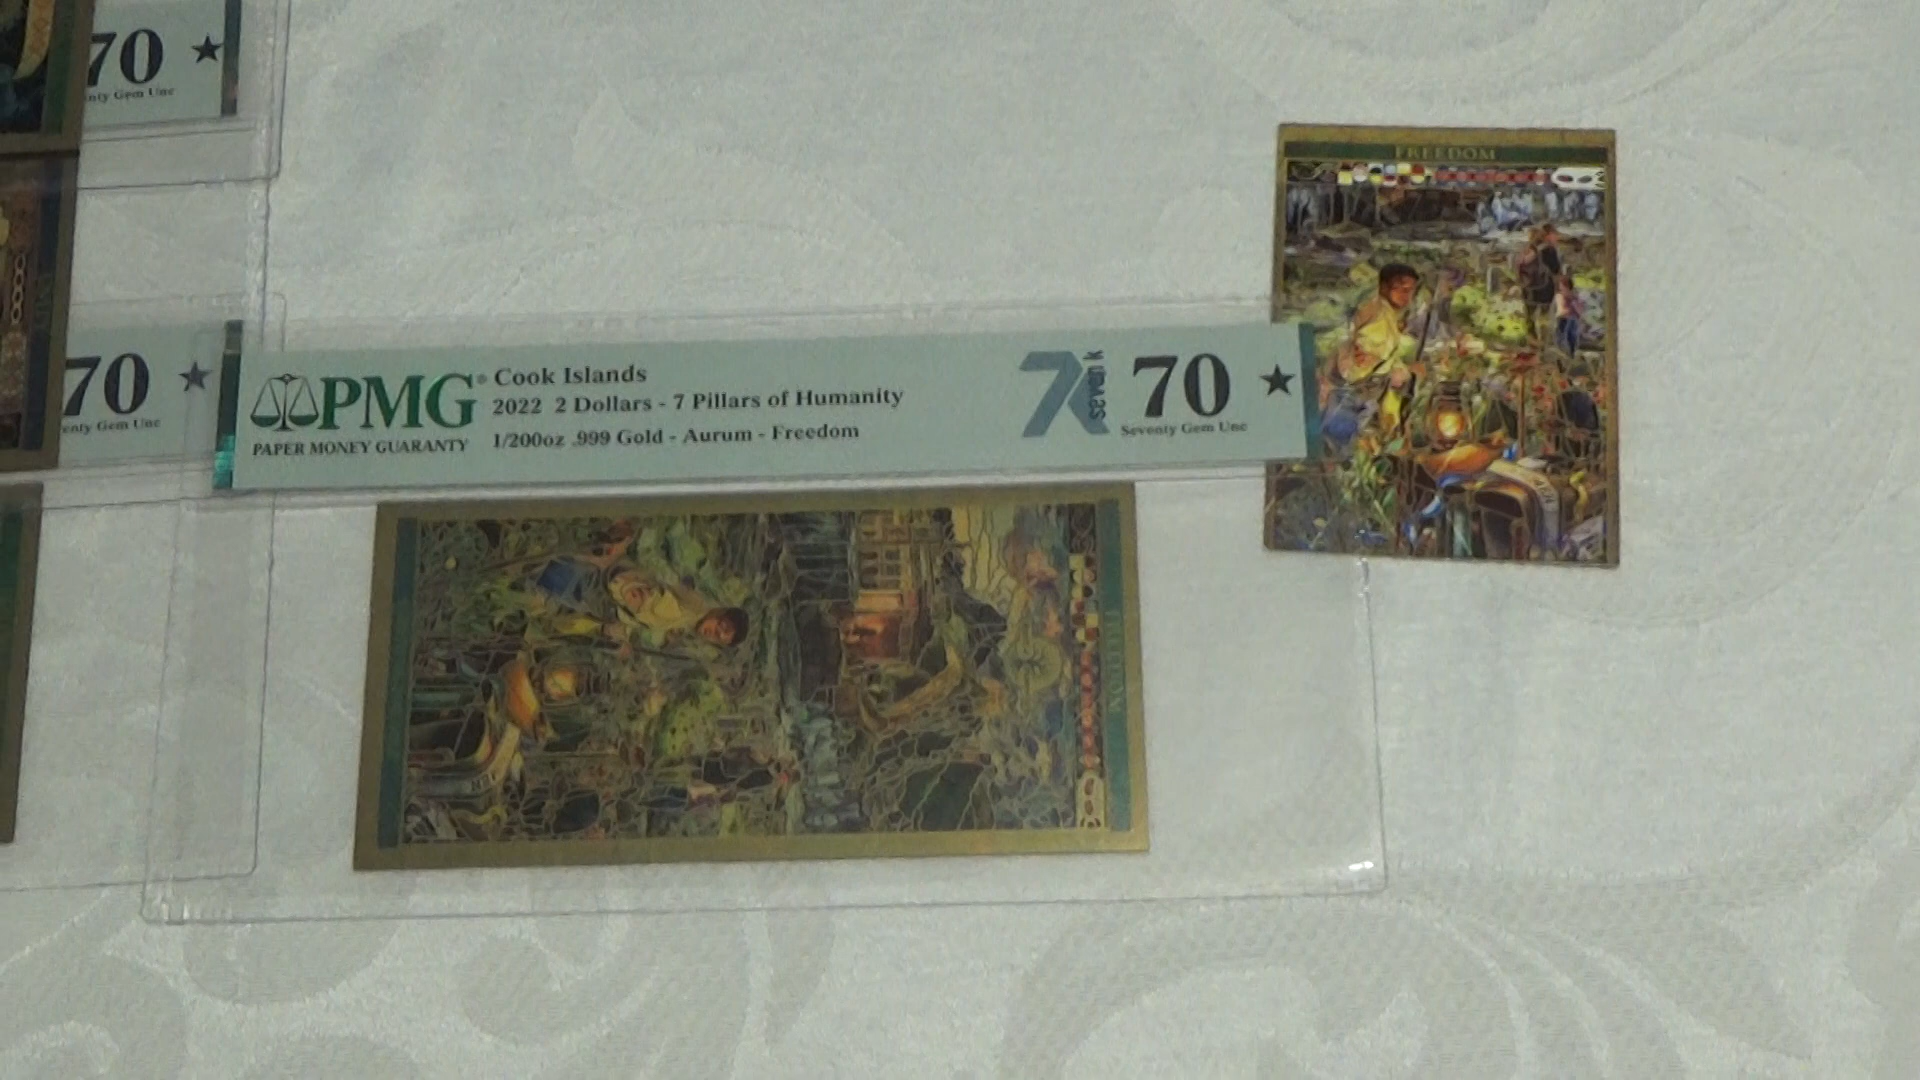 70 ★
nty Gem Unc
FREEDOM
70 ★
enty Gem Unc
PMG®
PAPER MONEY GUARANTY
Cook Islands
2022 2 Dollars - 7 Pillars of Humanity
1/200oz .999 Gold - Aurum - Freedom
7k
seven k
70 ★
Seventy Gem Unc